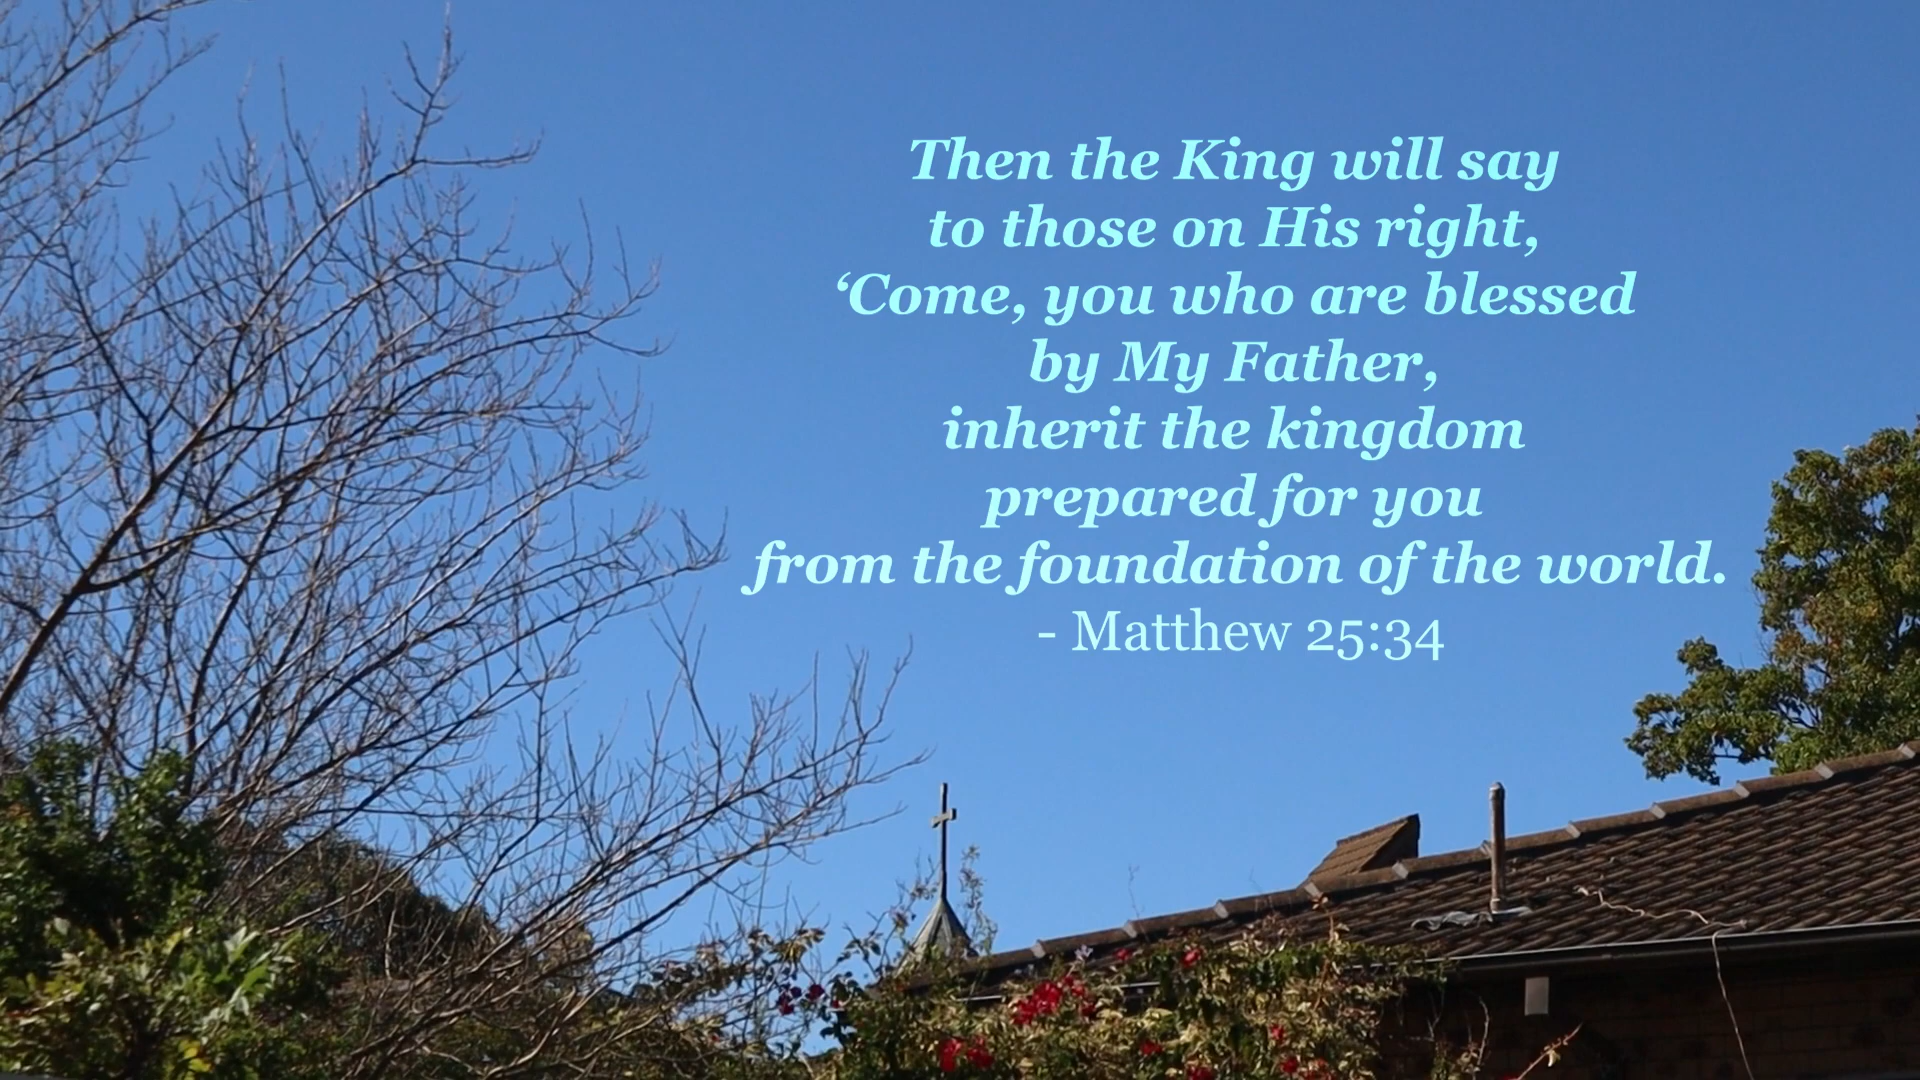 Then the King will say
to those on His right,
‘Come, you who are blessed
by My Father,
inherit the kingdom
prepared for you
from the foundation of the world.
- Matthew 25:34